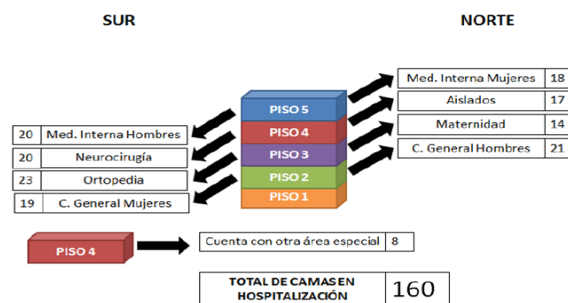 SUR
NORTE
Med. Interna Mujeres 18
Aislados 17
Maternidad 14
C. General Hombres 21
PISO 5
PISO 4
PISO 3
PISO 2
PISO 1
20 Med. Interna Hombres
20 Neurocirugía
23 Ortopedia
19 C. General Mujeres
PISO 4
Cuenta con otra área especial 8
TOTAL DE CAMAS EN
HOSPITALIZACIÓN
160